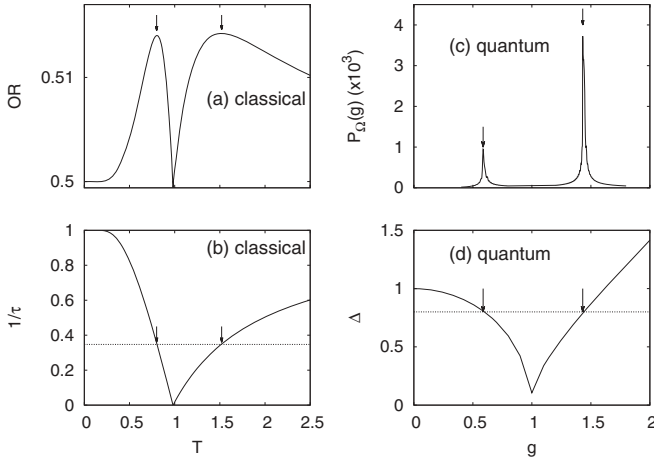 OR
0.51
0.5
(a) classical
P_Ω(g) (x10^3)
4
3
2
1
0
(c) quantum
1/τ
1
0.8
0.6
0.4
0.2
0
(b) classical
0 0.5 1 1.5 2 2.5
T
Δ
1.5
1
0.5
0
(d) quantum
0 0.5 1 1.5 2
g